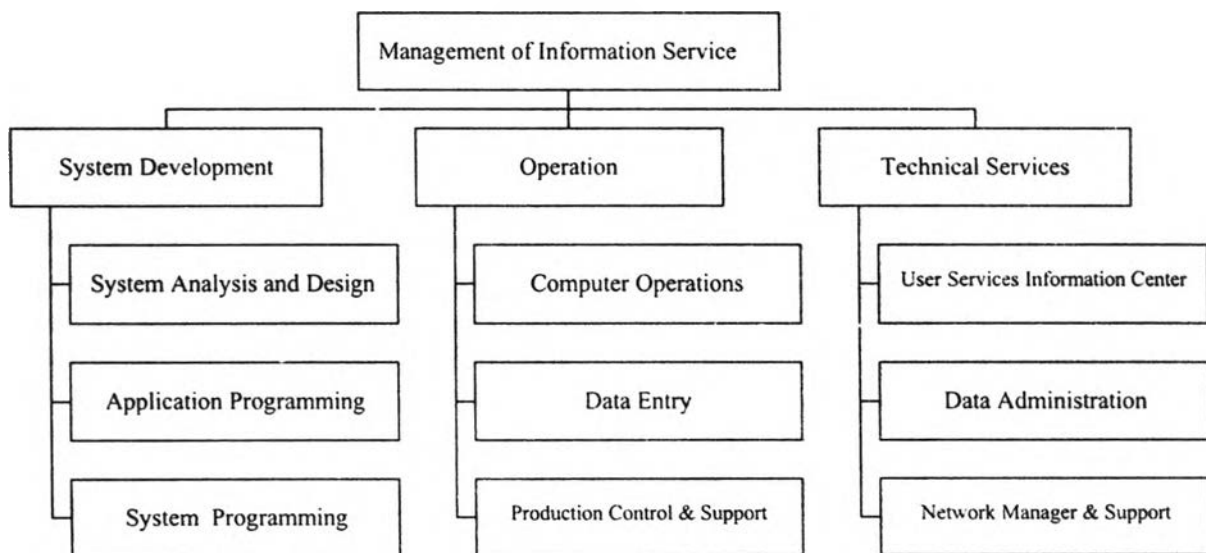 Management of Information Service
System Development
Operation
Technical Services
System Analysis and Design
Computer Operations
User Services Information Center
Application Programming
Data Entry
Data Administration
System Programming
Production Control & Support
Network Manager & Support